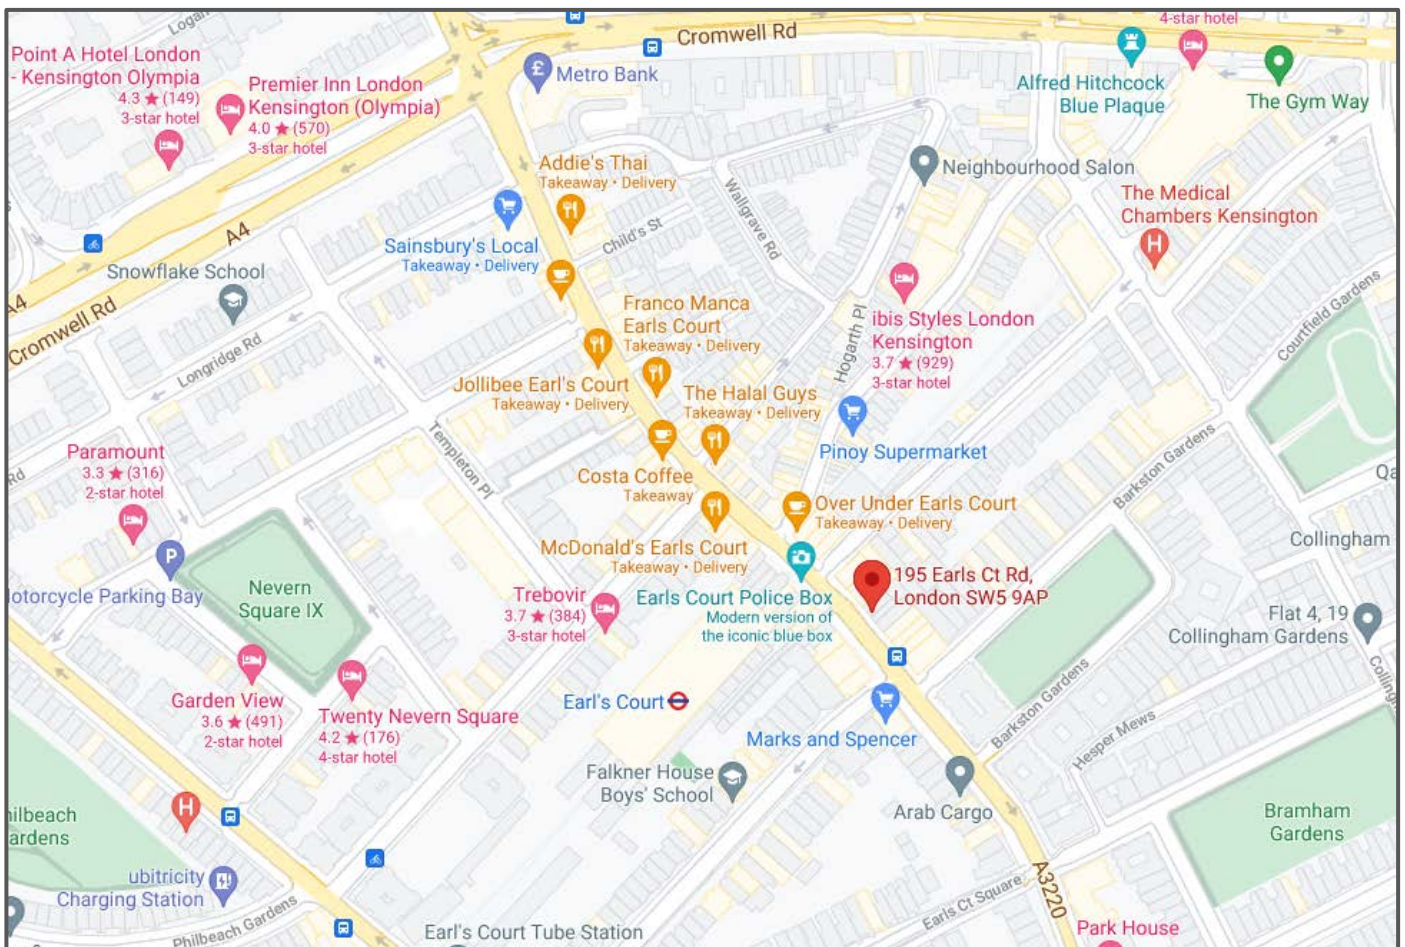 Logan
Cromwell Rd
4-star hotel
Point A Hotel London
- Kensington Olympia
4.3 ★ (149)
3-star hotel
Premier Inn London
Kensington (Olympia)
4.0 ★ (570)
3-star hotel
£
Metro Bank
Alfred Hitchcock
Blue Plaque
The Gym Way
Addie's Thai
Takeaway • Delivery
Wallgrave Rd
Neighbourhood Salon
The Medical
Chambers Kensington
H
A4
Sainsbury's Local
Takeaway • Delivery
Child's St
Snowflake School
A4
Cromwell Rd
Longridge Rd
Franco Manca
Earls Court
Takeaway • Delivery
Hogarth Pl
ibis Styles London
Kensington
3.7 ★ (929)
3-star hotel
Courtfield Gardens
Jollibee Earl's Court
Takeaway • Delivery
The Halal Guys
Takeaway • Delivery
Pinoy Supermarket
Paramount
3.3 ★ (316)
2-star hotel
Rd
Templeton Pl
Costa Coffee
Takeaway
Barkston Gardens
Qa
Over Under Earls Court
Takeaway • Delivery
McDonald's Earls Court
Takeaway • Delivery
Collingham
P
otorcycle Parking Bay
Nevern
Square IX
Trebovir
3.7 ★ (384)
3-star hotel
Earls Court Police Box
Modern version of
the iconic blue box
195 Earls Ct Rd,
London SW5 9AP
Flat 4, 19
Collingham Gardens
Garden View
3.6 ★ (491)
2-star hotel
Twenty Nevern Square
4.2 ★ (176)
4-star hotel
Earl's Court
Marks and Spencer
Barkston Gardens
Hesper Mews
Colling
Falkner House
Boys' School
Arab Cargo
hilbeach
ardens
H
Bramham
Gardens
ubitricity
Charging Station
Philbeach Gardens
Earl's Court Tube Station
Earls Ct Square
A3220
Park House